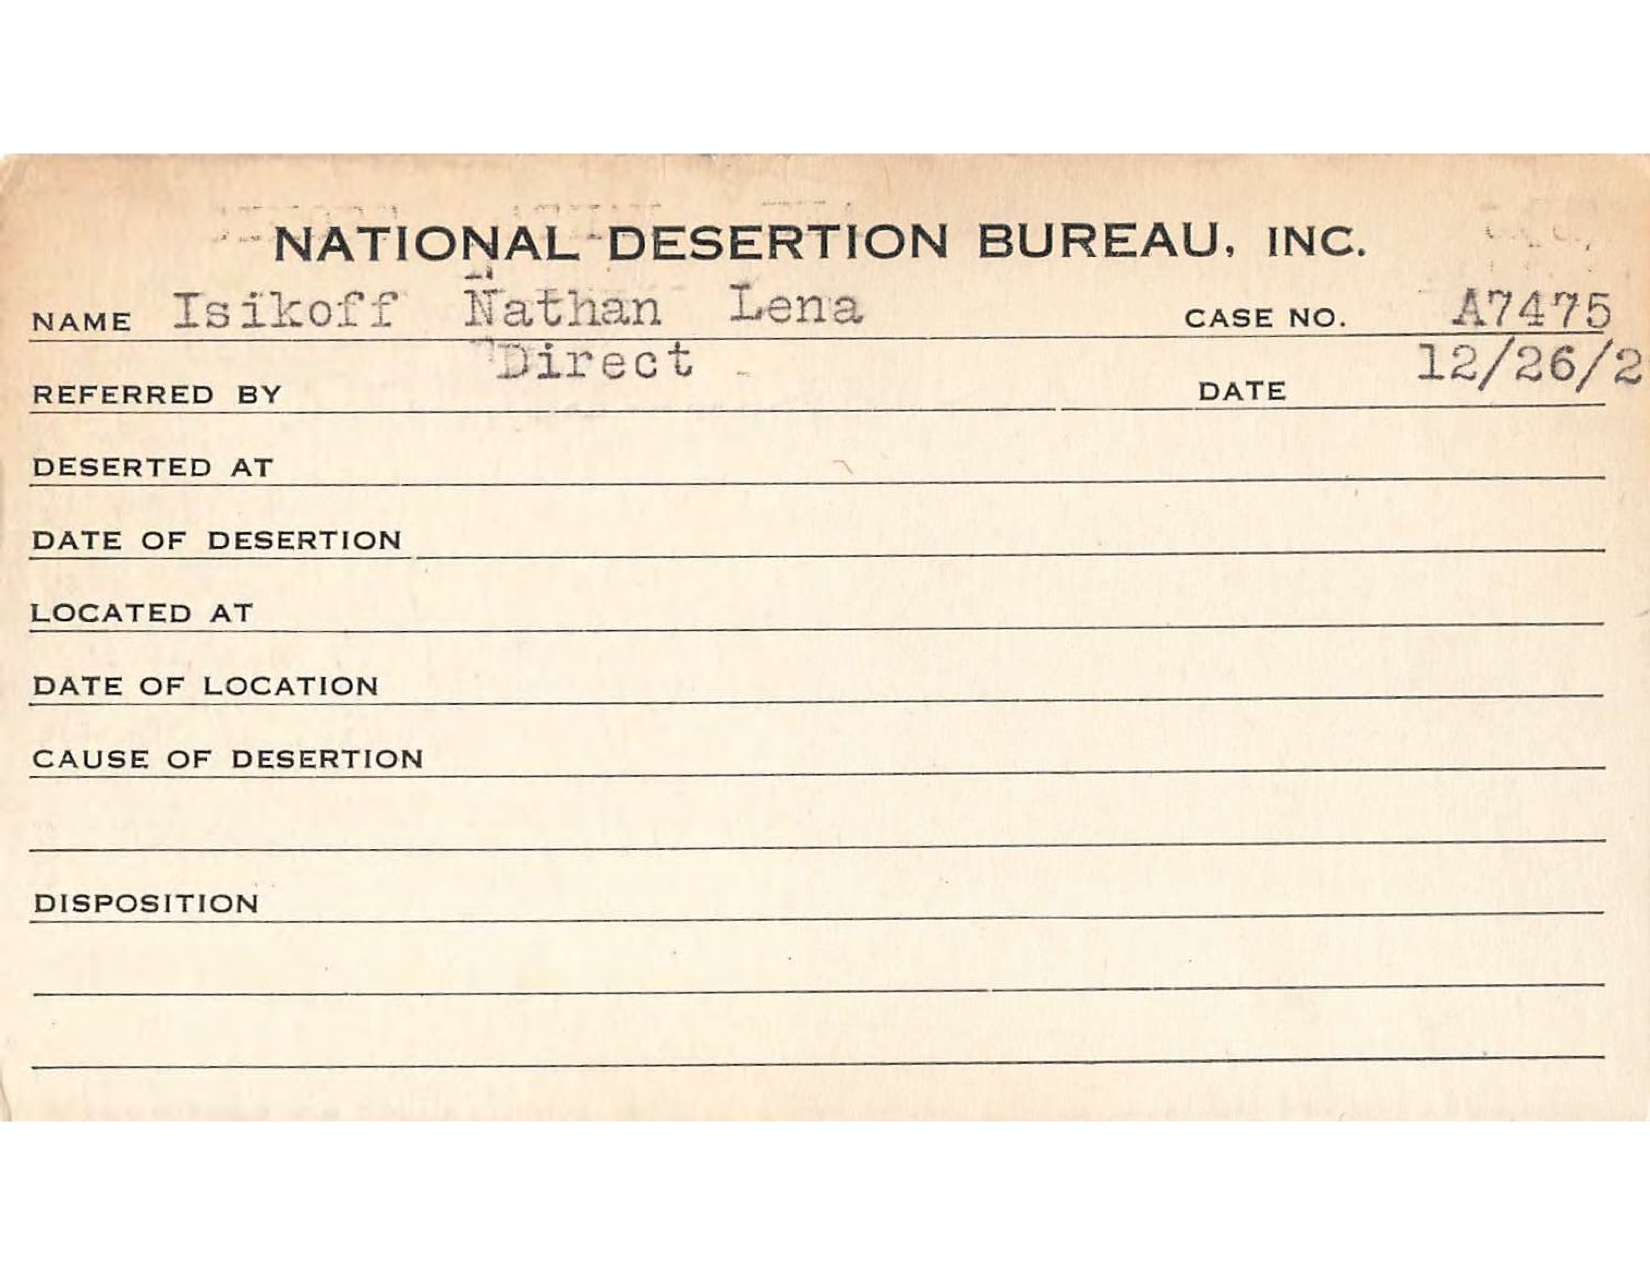 NATIONAL DESERTION BUREAU, INC.
NAME Isikoff Nathan Lena CASE NO. A7475
REFERRED BY Direct DATE 12/26/2
DESERTED AT
DATE OF DESERTION
LOCATED AT
DATE OF LOCATION
CAUSE OF DESERTION
DISPOSITION